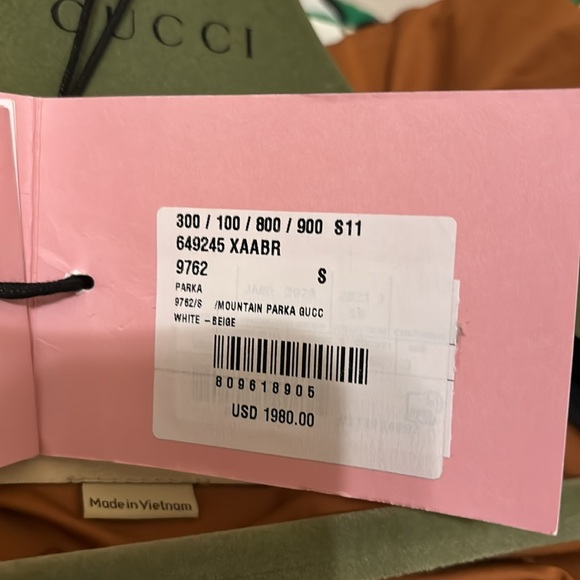 GUCCI
300 / 100 / 800 / 900 S11
649245 XAABR
9762 S
PARKA
9762/S /MOUNTAIN PARKA GUCC
WHITE -BEIGE
809618905
USD 1980.00
Made in Vietnam